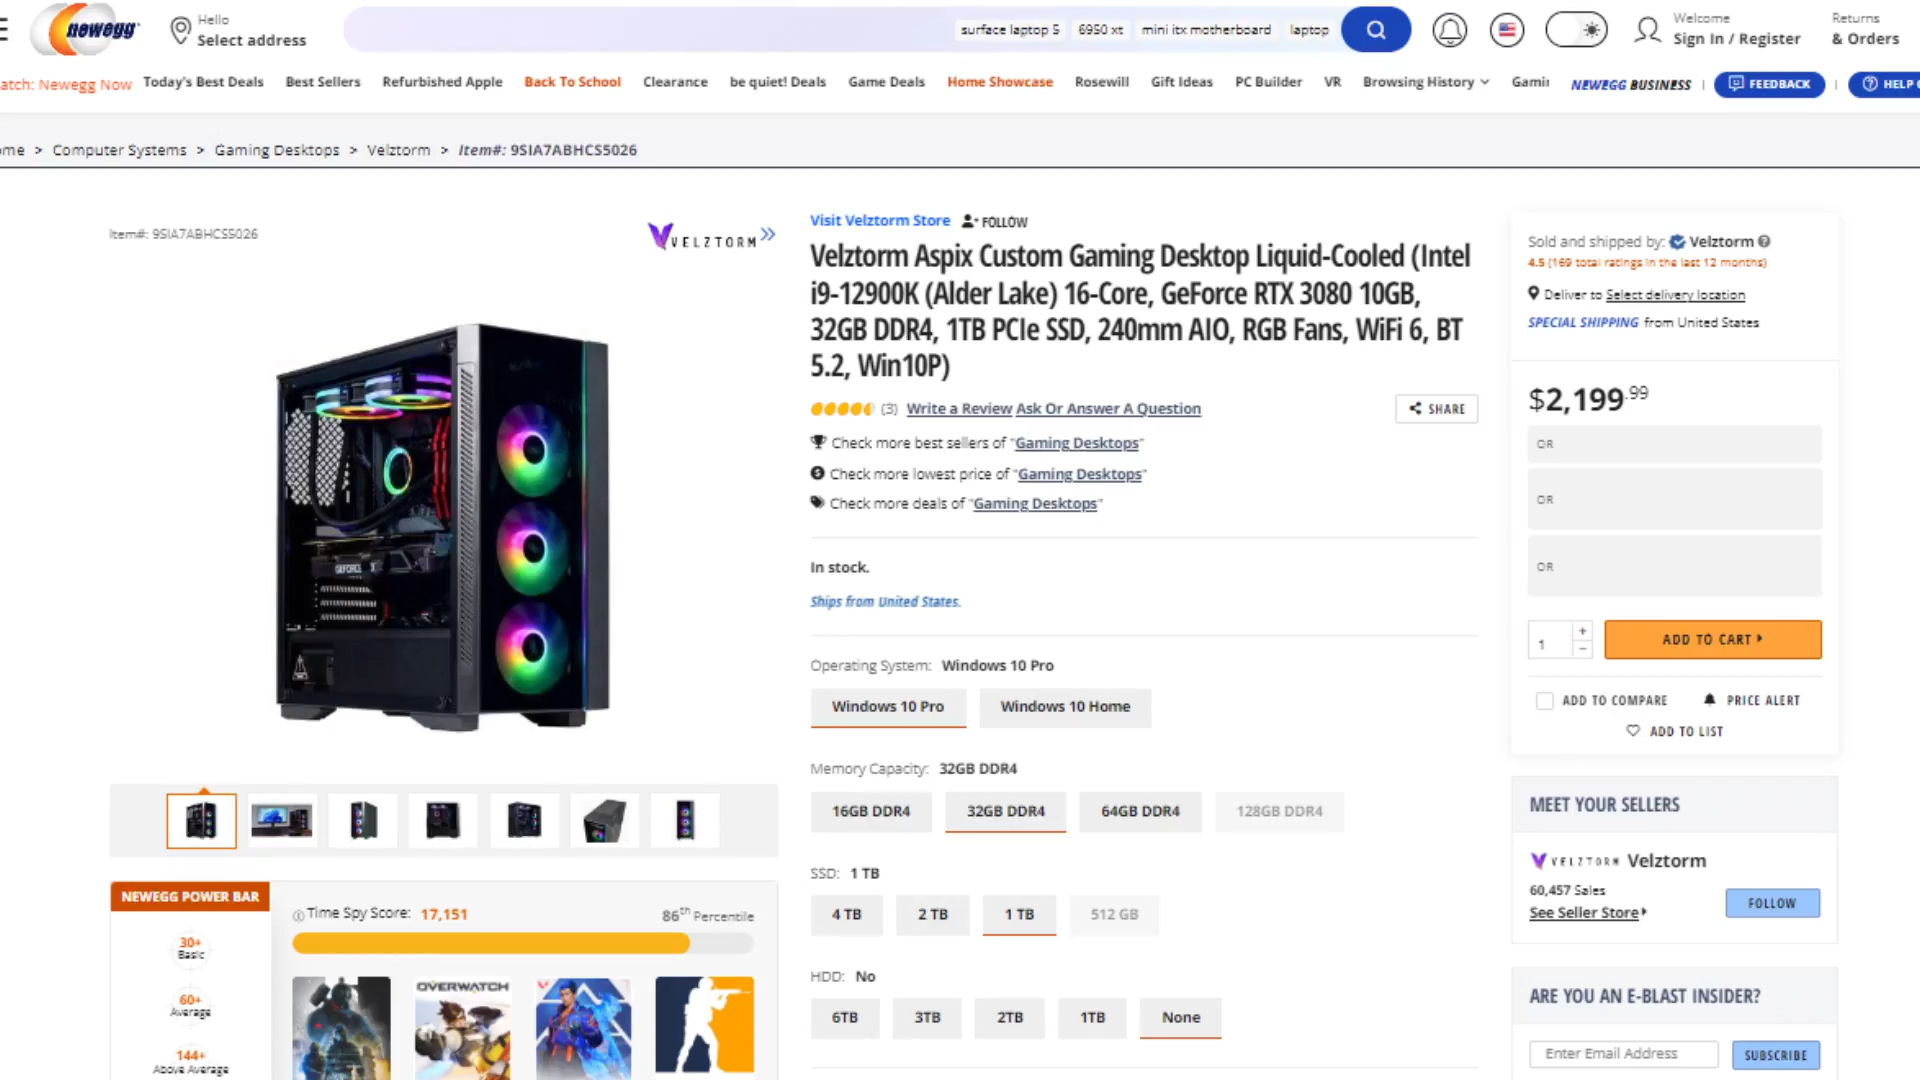 newegg
Hello
Select address
surface laptop 5
6950 xt
mini itx motherboard
laptop
Welcome
Sign In / Register
Returns
& Orders
atch: Newegg Now
Today's Best Deals
Best Sellers
Refurbished Apple
Back To School
Clearance
be quiet! Deals
Game Deals
Home Showcase
Rosewill
Gift Ideas
PC Builder
VR
Browsing History
Gamin
NEWEGG BUSINESS
FEEDBACK
HELP
ome > Computer Systems > Gaming Desktops > Velztorm > Item#: 9SIA7ABHCS5026
Item#: 9SIA7ABHCS5026
VELZTORM
GEFORCE
NEWEGG POWER BAR
30+
Basic
60+
Average
144+
Above Average
Time Spy Score: 17,151
86th Percentile
OVERWATCH
Visit Velztorm Store
FOLLOW
Velztorm Aspix Custom Gaming Desktop Liquid-Cooled (Intel
i9-12900K (Alder Lake) 16-Core, GeForce RTX 3080 10GB,
32GB DDR4, 1TB PCIe SSD, 240mm AIO, RGB Fans, WiFi 6, BT
5.2, Win10P)
(3) Write a Review Ask Or Answer A Question
SHARE
Check more best sellers of "Gaming Desktops"
Check more lowest price of "Gaming Desktops"
Check more deals of "Gaming Desktops"
In stock.
Ships from United States.
Operating System: Windows 10 Pro
Windows 10 Pro
Windows 10 Home
Memory Capacity: 32GB DDR4
16GB DDR4
32GB DDR4
64GB DDR4
128GB DDR4
SSD: 1 TB
4 TB
2 TB
1 TB
512 GB
HDD: No
6TB
3TB
2TB
1TB
None
Sold and shipped by: Velztorm
4.5 (169 total ratings in the last 12 months)
Deliver to Select delivery location
SPECIAL SHIPPING from United States
$2,199.99
OR
OR
OR
1
+
−
ADD TO CART
ADD TO COMPARE
PRICE ALERT
ADD TO LIST
MEET YOUR SELLERS
VELZTORM Velztorm
60,457 Sales
See Seller Store
FOLLOW
ARE YOU AN E-BLAST INSIDER?
Enter Email Address
SUBSCRIBE